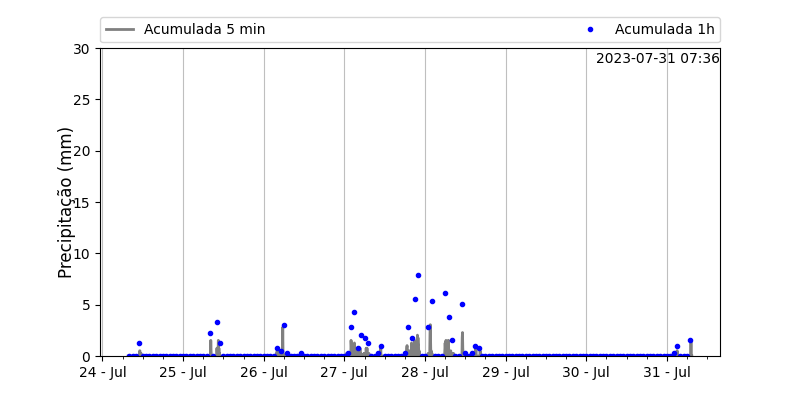 Acumulada 5 min
Acumulada 1h
2023-07-31 07:36
Precipitação (mm)
30
25
20
15
10
5
0
24 - Jul
25 - Jul
26 - Jul
27 - Jul
28 - Jul
29 - Jul
30 - Jul
31 - Jul